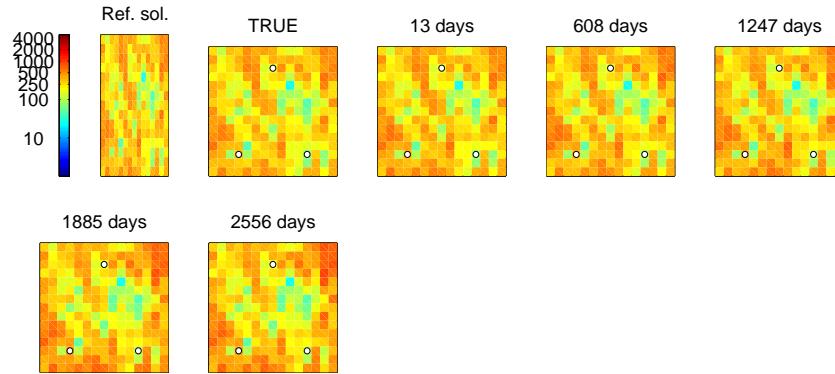 Ref. sol.
TRUE
13 days
608 days
1247 days
4000
2000
1000
500
250
100
10
1885 days
2556 days